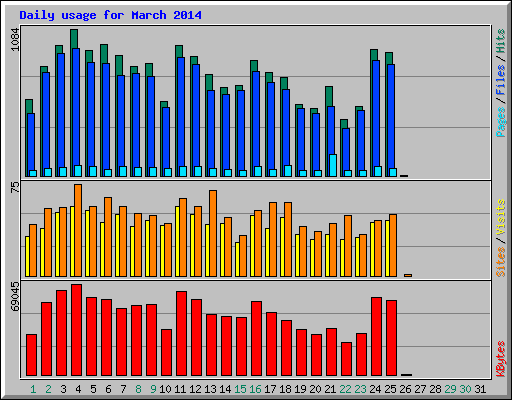 Daily usage for March 2014
1084
Pages / Files / Hits
75
Sites / Visits
69045
KBytes
1 2 3 4 5 6 7 8 9 10 11 12 13 14 15 16 17 18 19 20 21 22 23 24 25 26 27 28 29 30 31